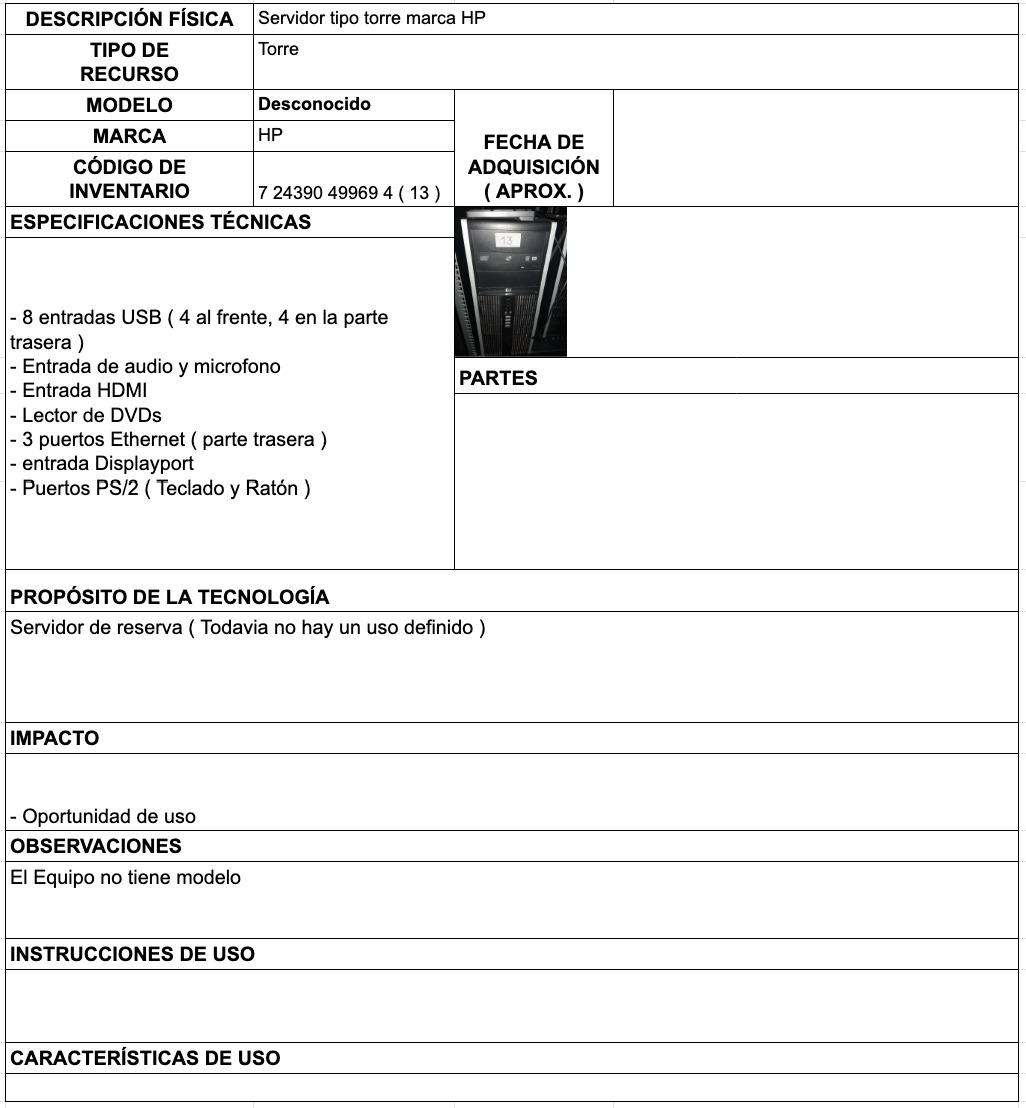 DESCRIPCIÓN FÍSICA
Servidor tipo torre marca HP
TIPO DE
RECURSO
Torre
MODELO
Desconocido
MARCA
HP
CÓDIGO DE
INVENTARIO
7 24390 49969 4 ( 13 )
FECHA DE
ADQUISICIÓN
( APROX. )
ESPECIFICACIONES TÉCNICAS
13
- 8 entradas USB ( 4 al frente, 4 en la parte
trasera )
- Entrada de audio y microfono
- Entrada HDMI
- Lector de DVDs
- 3 puertos Ethernet ( parte trasera )
- entrada Displayport
- Puertos PS/2 ( Teclado y Ratón )
PARTES
PROPÓSITO DE LA TECNOLOGÍA
Servidor de reserva ( Todavia no hay un uso definido )
IMPACTO
- Oportunidad de uso
OBSERVACIONES
El Equipo no tiene modelo
INSTRUCCIONES DE USO
CARACTERÍSTICAS DE USO